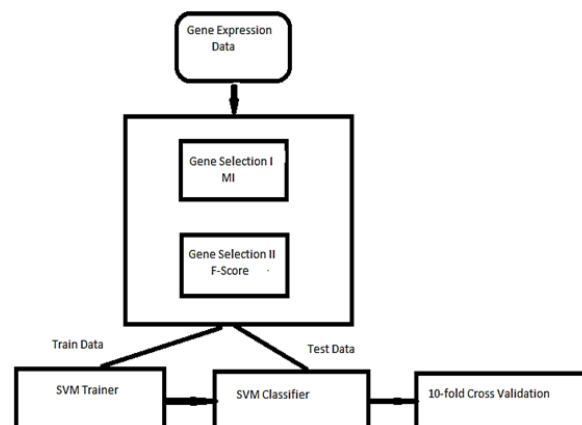 Gene Expression
Data
Gene Selection I
MI
Gene Selection II
F-Score
Train Data
Test Data
SVM Trainer
SVM Classifier
10-fold Cross Validation